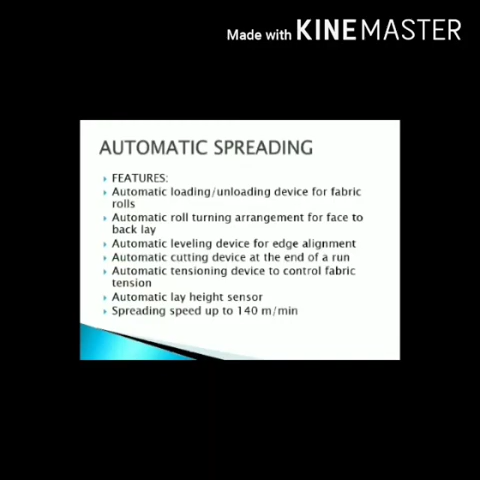 Made with KINEMASTER
AUTOMATIC SPREADING
FEATURES:
Automatic loading/unloading device for fabric
rolls
Automatic roll turning arrangement for face to
back lay
Automatic leveling device for edge alignment
Automatic cutting device at the end of a run
Automatic tensioning device to control fabric
tension
Automatic lay height sensor
Spreading speed up to 140 m/min